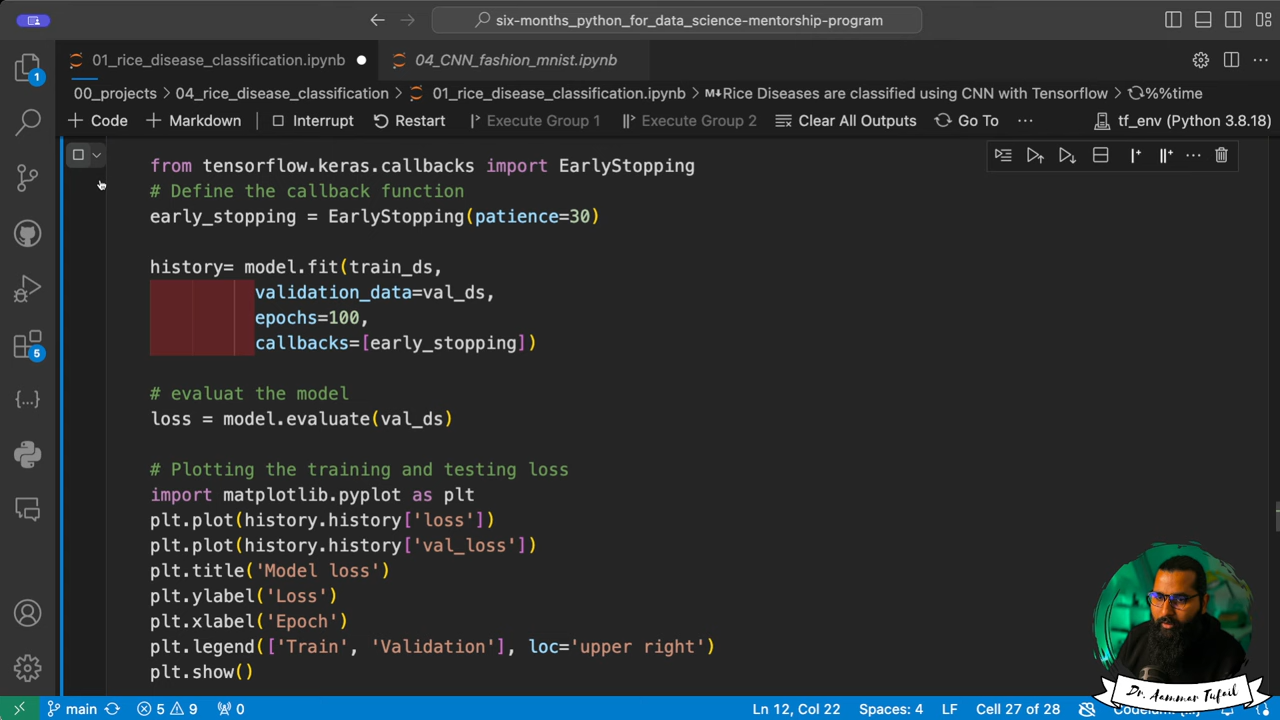 six-months_python_for_data_science-mentorship-program
01_rice_disease_classification.ipynb
04_CNN_fashion_mnist.ipynb
00_projects > 04_rice_disease_classification > 01_rice_disease_classification.ipynb > M↓Rice Diseases are classified using CNN with Tensorflow > %%time
+ Code + Markdown Interrupt Restart Execute Group 1 Execute Group 2 Clear All Outputs Go To ... tf_env (Python 3.8.18)
1
5
from tensorflow.keras.callbacks import EarlyStopping
# Define the callback function
early_stopping = EarlyStopping(patience=30)
history= model.fit(train_ds,
validation_data=val_ds,
epochs=100,
callbacks=[early_stopping])
# evaluat the model
loss = model.evaluate(val_ds)
# Plotting the training and testing loss
import matplotlib.pyplot as plt
plt.plot(history.history['loss'])
plt.plot(history.history['val_loss'])
plt.title('Model loss')
plt.ylabel('Loss')
plt.xlabel('Epoch')
plt.legend(['Train', 'Validation'], loc='upper right')
plt.show()
Dr. Aammar Tufail
main 5 9 0 Ln 12, Col 22 Spaces: 4 LF Cell 27 of 28